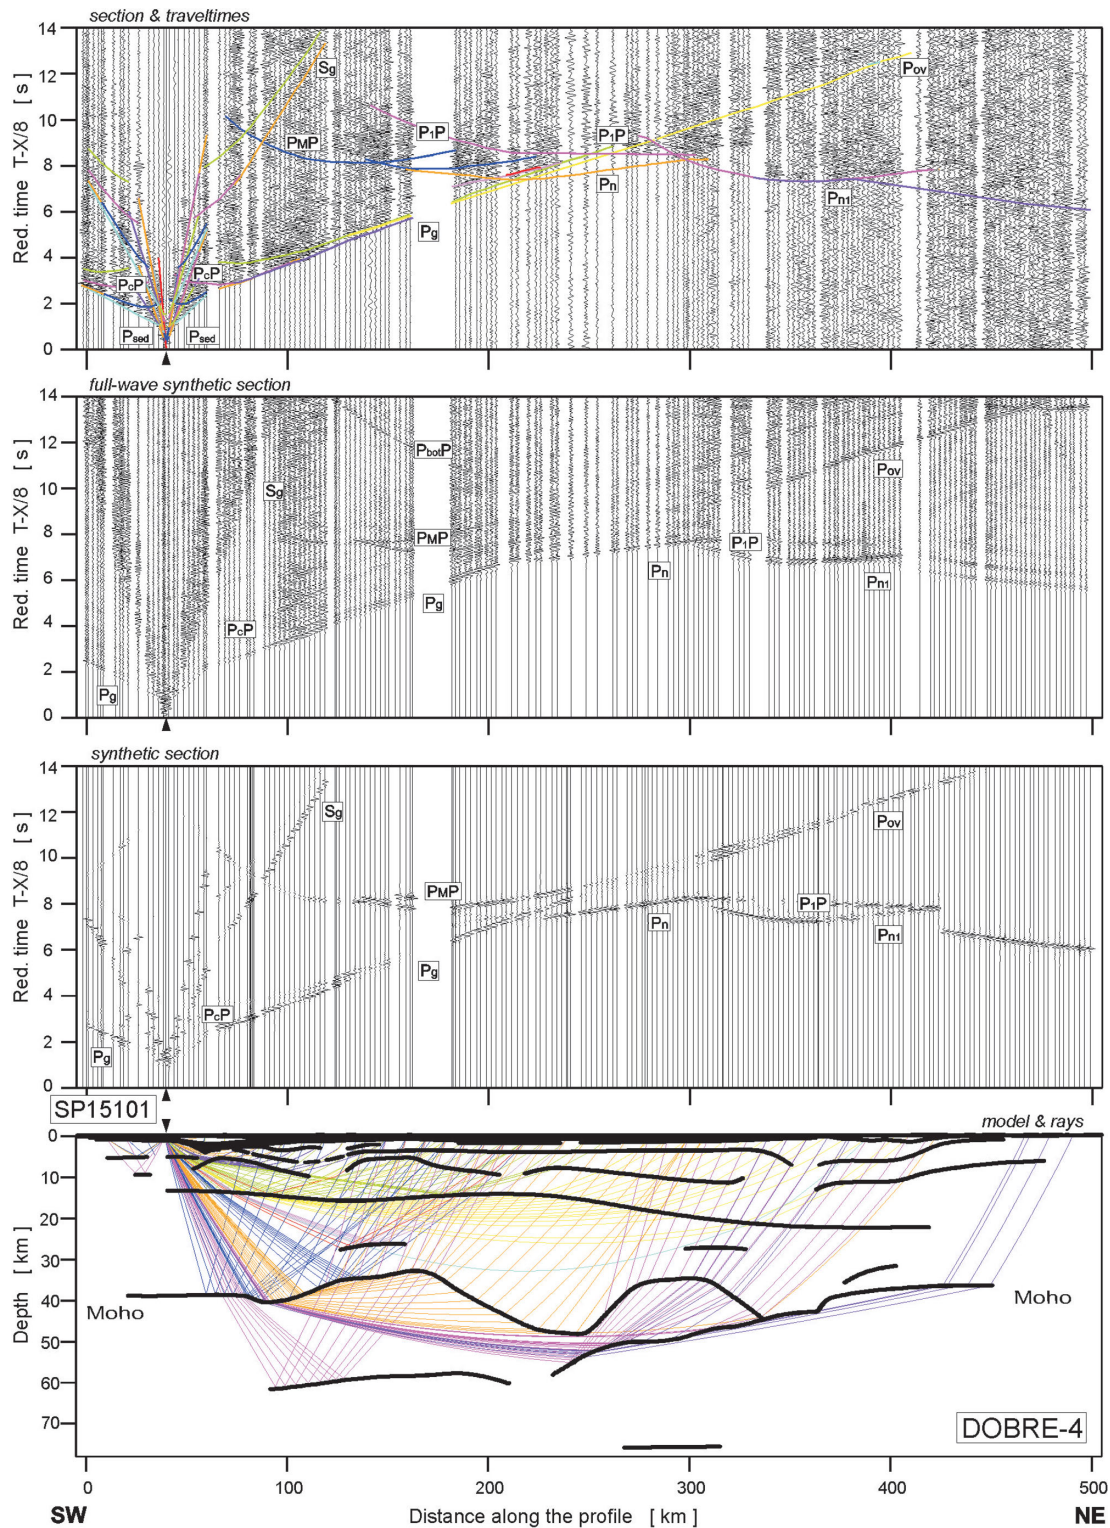 section & traveltimes
14
12
10
8
6
4
2
0
Red. time T-X/8 [ s ]
Sg
Pov
PMP
P1P
P1P
Pn
Pn1
Pg
PcP
PcP
Psed
Psed
full-wave synthetic section
14
12
10
8
6
4
2
0
Red. time T-X/8 [ s ]
PbotP
Pov
Sg
PMP
P1P
Pn
Pn1
Pg
PcP
Pg
synthetic section
14
12
10
8
6
4
2
0
Red. time T-X/8 [ s ]
Sg
Pov
PMP
P1P
Pn
Pn1
Pg
PcP
Pg
SP15101
model & rays
0
10
20
30
40
50
60
70
Depth [ km ]
Moho
Moho
DOBRE-4
0 100 200 300 400 500
SW Distance along the profile [ km ] NE